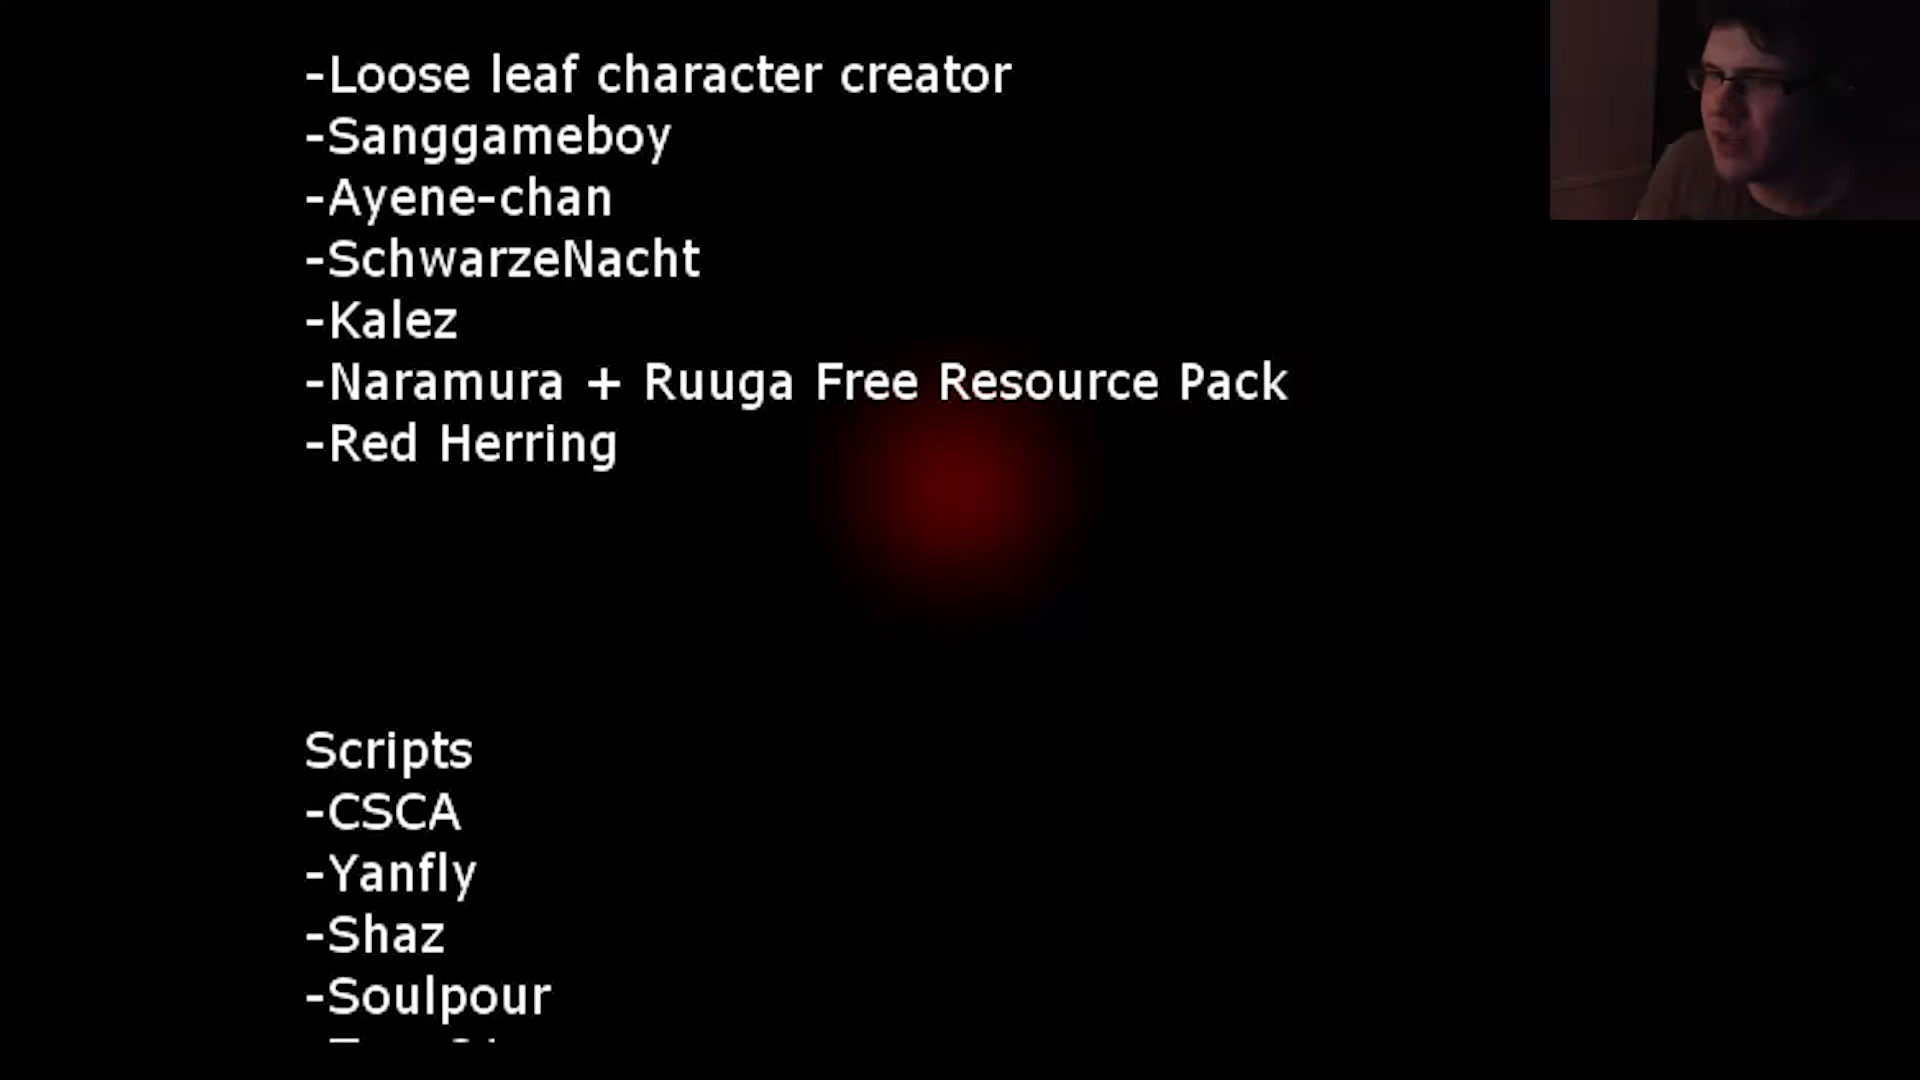 -Loose leaf character creator
-Sanggameboy
-Ayene-chan
-SchwarzeNacht
-Kalez
-Naramura + Ruuga Free Resource Pack
-Red Herring
Scripts
-CSCA
-Yanfly
-Shaz
-Soulpour